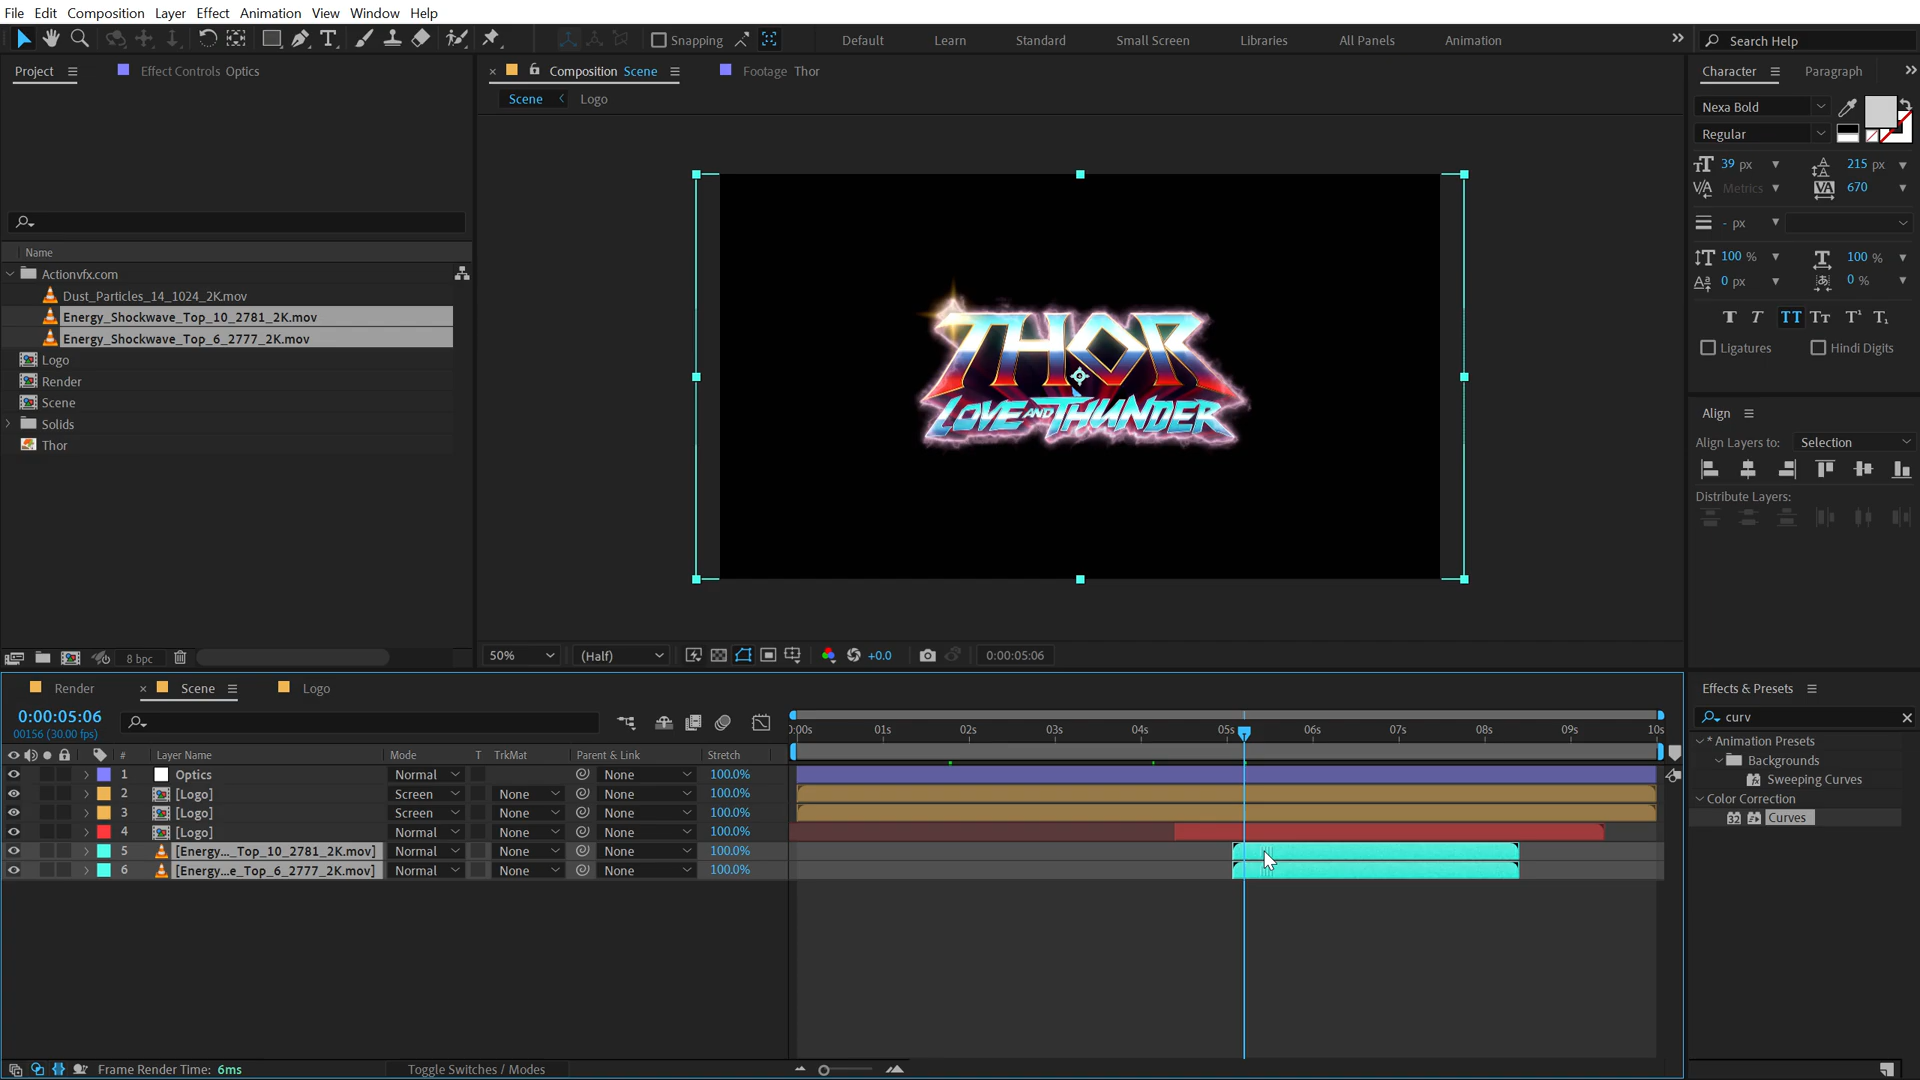 File Edit Composition Layer Effect Animation View Window Help
Snapping
Default Learn Standard Small Screen Libraries All Panels Animation
Search Help
Project
Effect Controls Optics
Composition Scene
Footage Thor
Scene
Logo
Character
Paragraph
Nexa Bold
Regular
39 px
215 px
Metrics
670
- px
100 %
100 %
0 px
0 %
Ligatures
Hindi Digits
Align
Align Layers to: Selection
Distribute Layers:
Name
Actionvfx.com
Dust_Particles_14_1024_2K.mov
Energy_Shockwave_Top_10_2781_2K.mov
Energy_Shockwave_Top_6_2777_2K.mov
Logo
Render
Scene
Solids
Thor
THOR
LOVE AND THUNDER
8 bpc
50%
(Half)
+0.0
0:00:05:06
Render
Scene
Logo
0:00:05:06
00156 (30.00 fps)
:00s 01s 02s 03s 04s 05s 06s 07s 08s 09s 10s
# Layer Name Mode T TrkMat Parent & Link Stretch
1 Optics Normal None 100.0%
2 [Logo] Screen None None 100.0%
3 [Logo] Screen None None 100.0%
4 [Logo] Normal None None 100.0%
5 [Energy..._Top_10_2781_2K.mov] Normal None None 100.0%
6 [Energy...e_Top_6_2777_2K.mov] Normal None None 100.0%
Effects & Presets
curv
* Animation Presets
Backgrounds
Sweeping Curves
Color Correction
Curves
Frame Render Time: 6ms
Toggle Switches / Modes